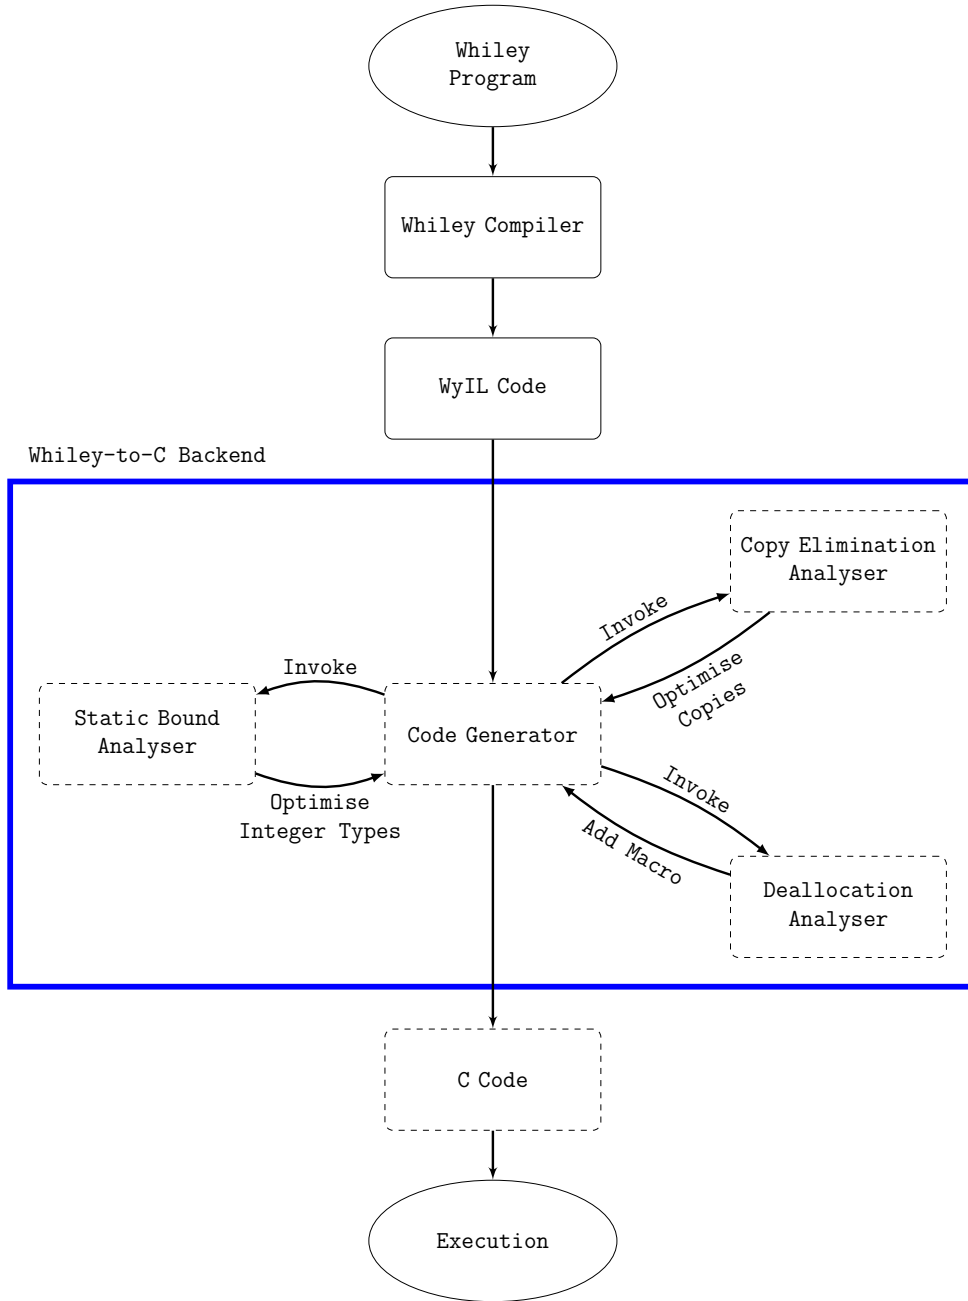 Whiley
Program
Whiley Compiler
WyIL Code
Whiley-to-C Backend
Copy Elimination
Analyser
Invoke
Optimise
Copies
Invoke
Static Bound
Analyser
Code Generator
Optimise
Integer Types
Invoke
Add Macro
Deallocation
Analyser
C Code
Execution